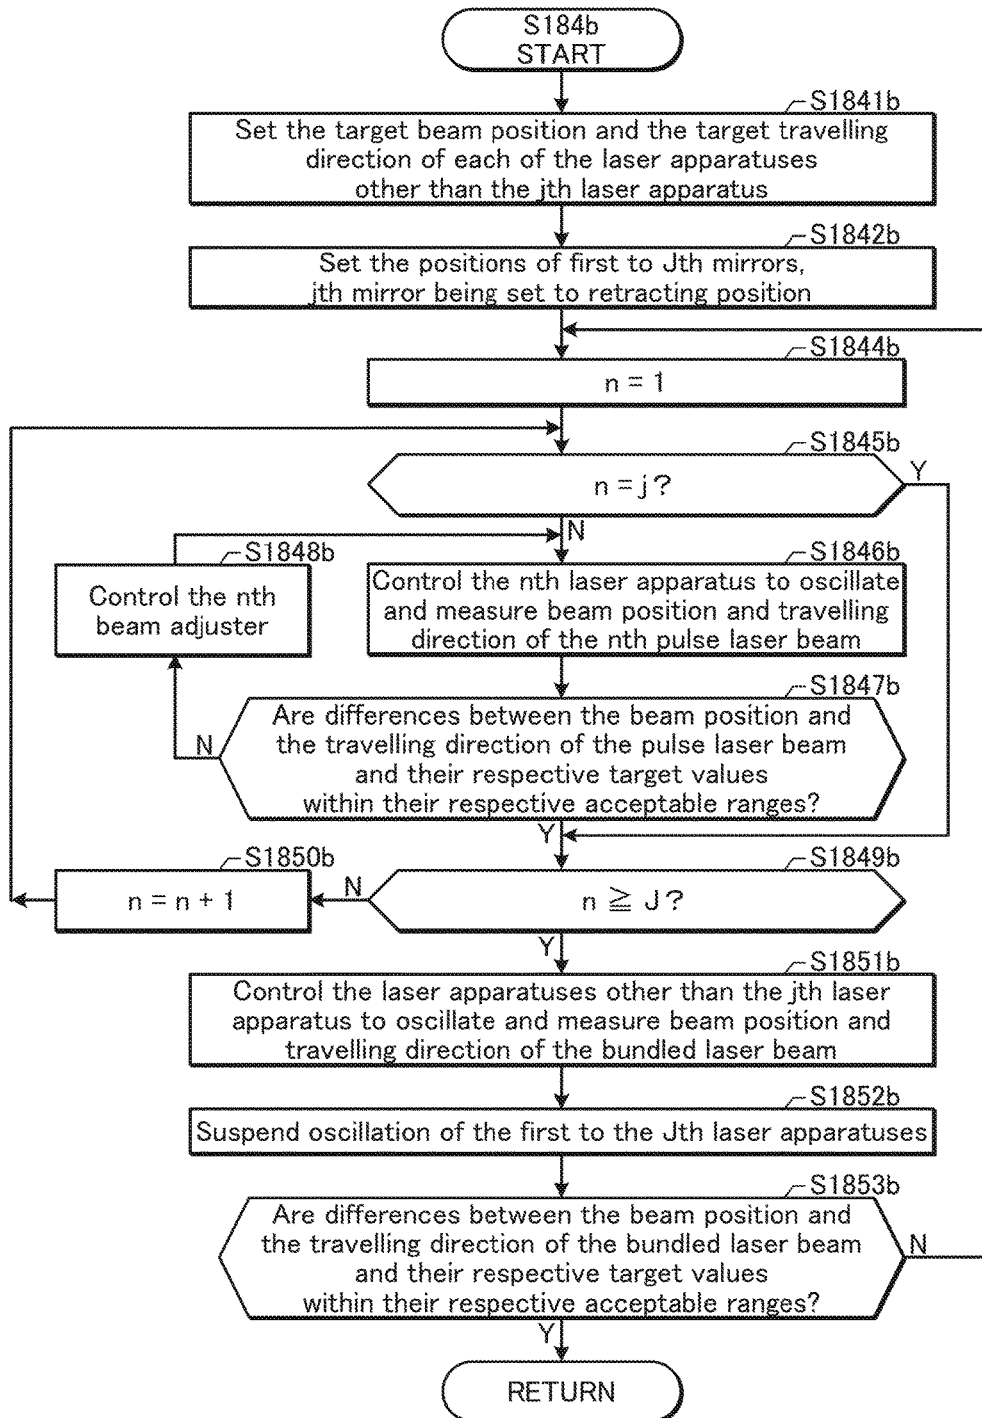 S184b
START
S1841b
Set the target beam position and the target travelling
direction of each of the laser apparatuses
other than the jth laser apparatus
S1842b
Set the positions of first to Jth mirrors,
jth mirror being set to retracting position
S1844b
n = 1
S1845b
n = j ?
Y
N
S1848b
Control the nth
beam adjuster
S1846b
Control the nth laser apparatus to oscillate
and measure beam position and travelling
direction of the nth pulse laser beam
S1847b
Are differences between the beam position and
the travelling direction of the pulse laser beam
and their respective target values
within their respective acceptable ranges?
N
Y
S1850b
n = n + 1
S1849b
n ≧ J ?
N
Y
S1851b
Control the laser apparatuses other than the jth laser
apparatus to oscillate and measure beam position and
travelling direction of the bundled laser beam
S1852b
Suspend oscillation of the first to the Jth laser apparatuses
S1853b
Are differences between the beam position and
the travelling direction of the bundled laser beam
and their respective target values
within their respective acceptable ranges?
N
Y
RETURN